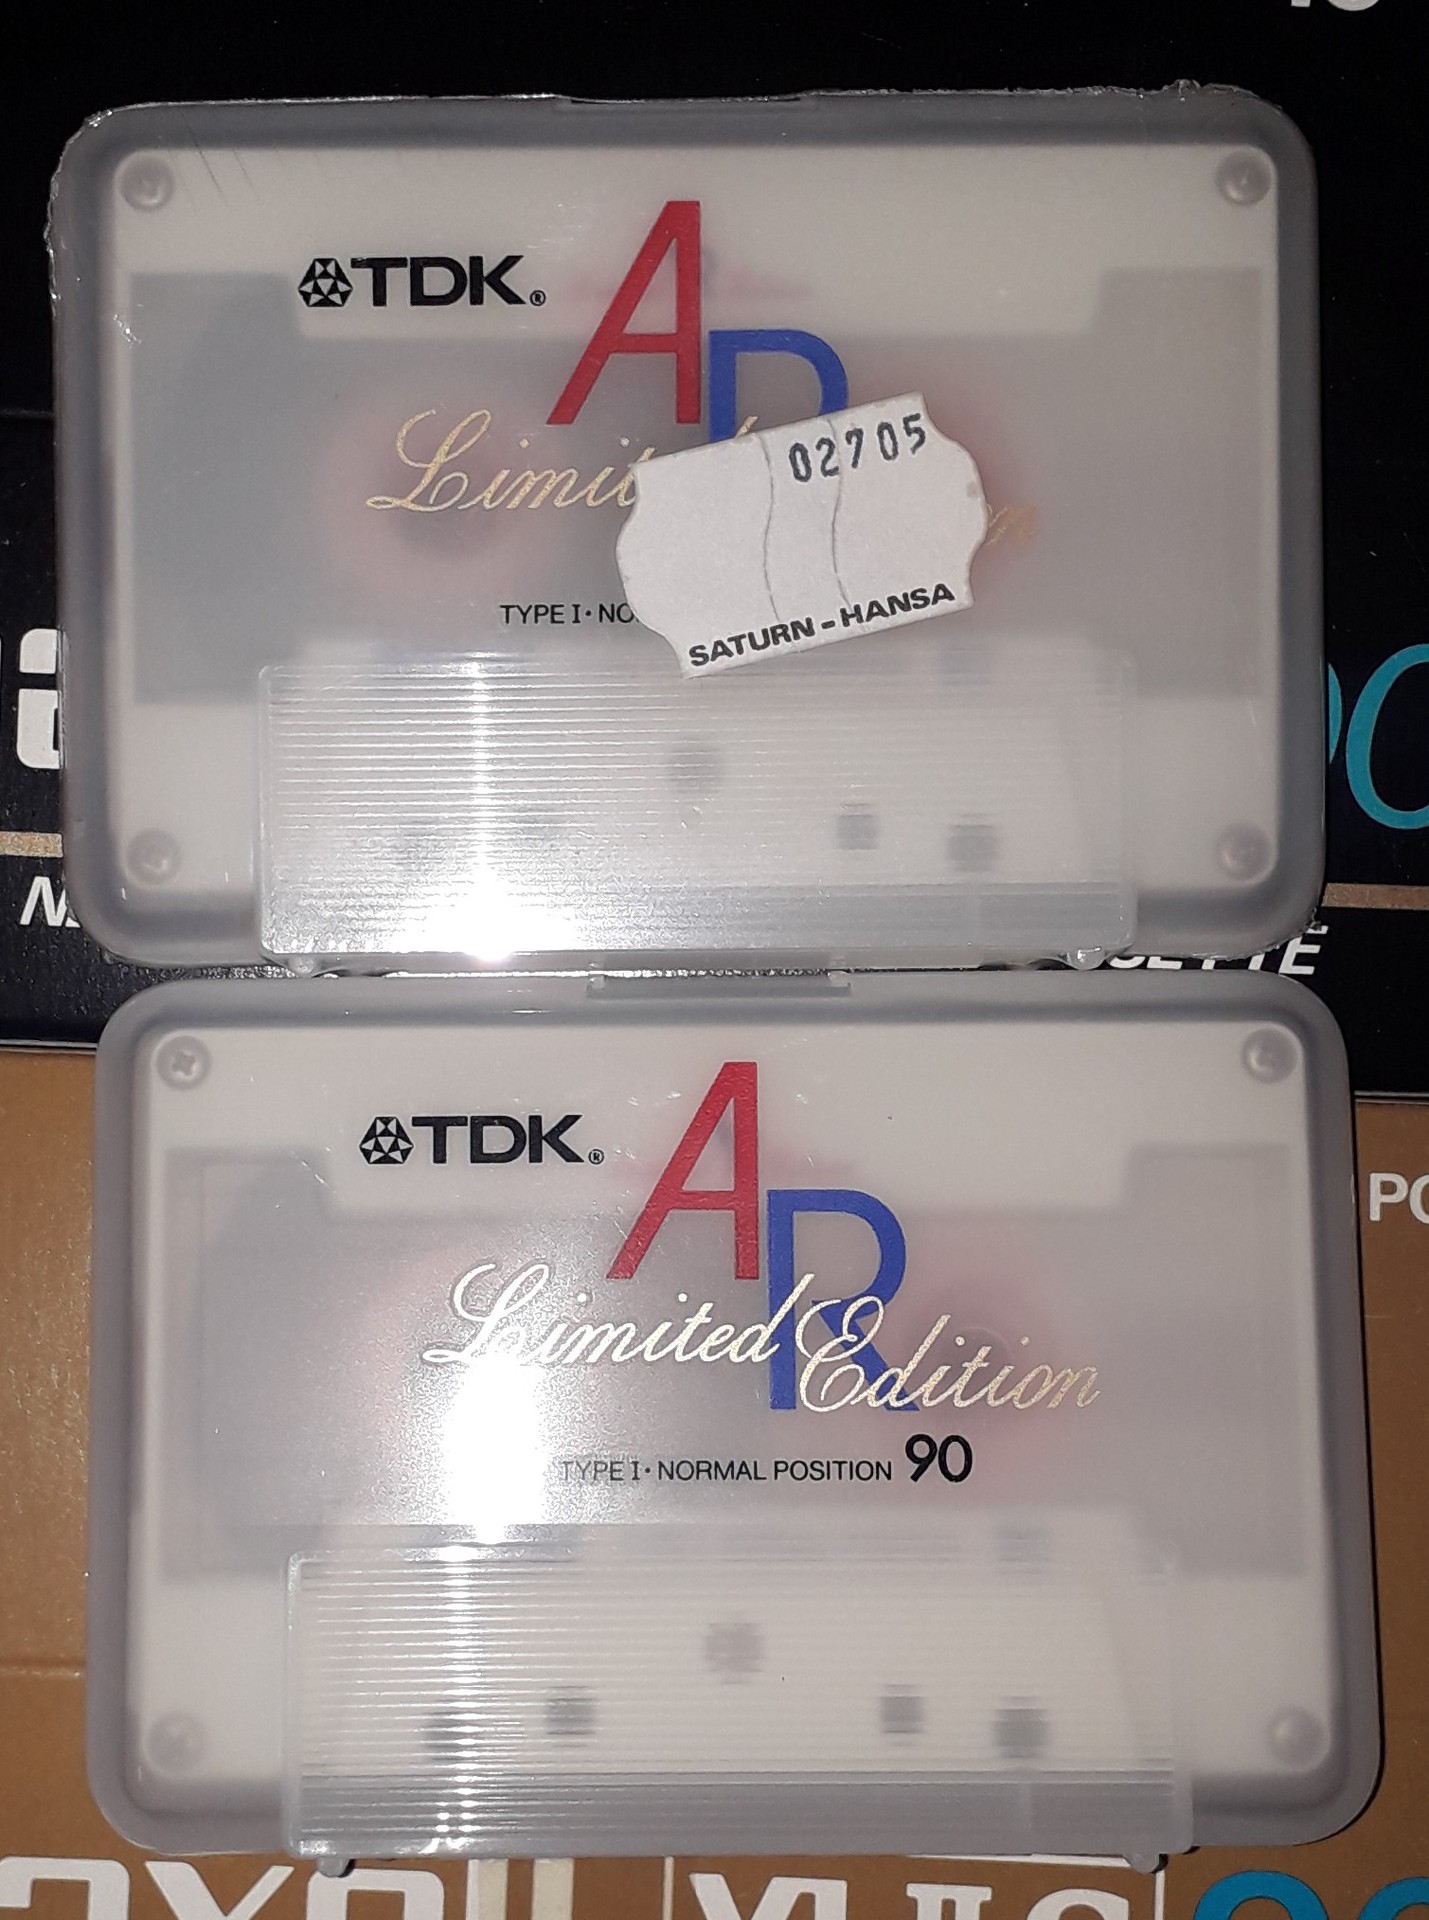 TDK®
AR
Limit
02705
TYPE I • NO
SATURN-HANSA
TDK®
AR
Limited Edition
TYPE I • NORMAL POSITION 90